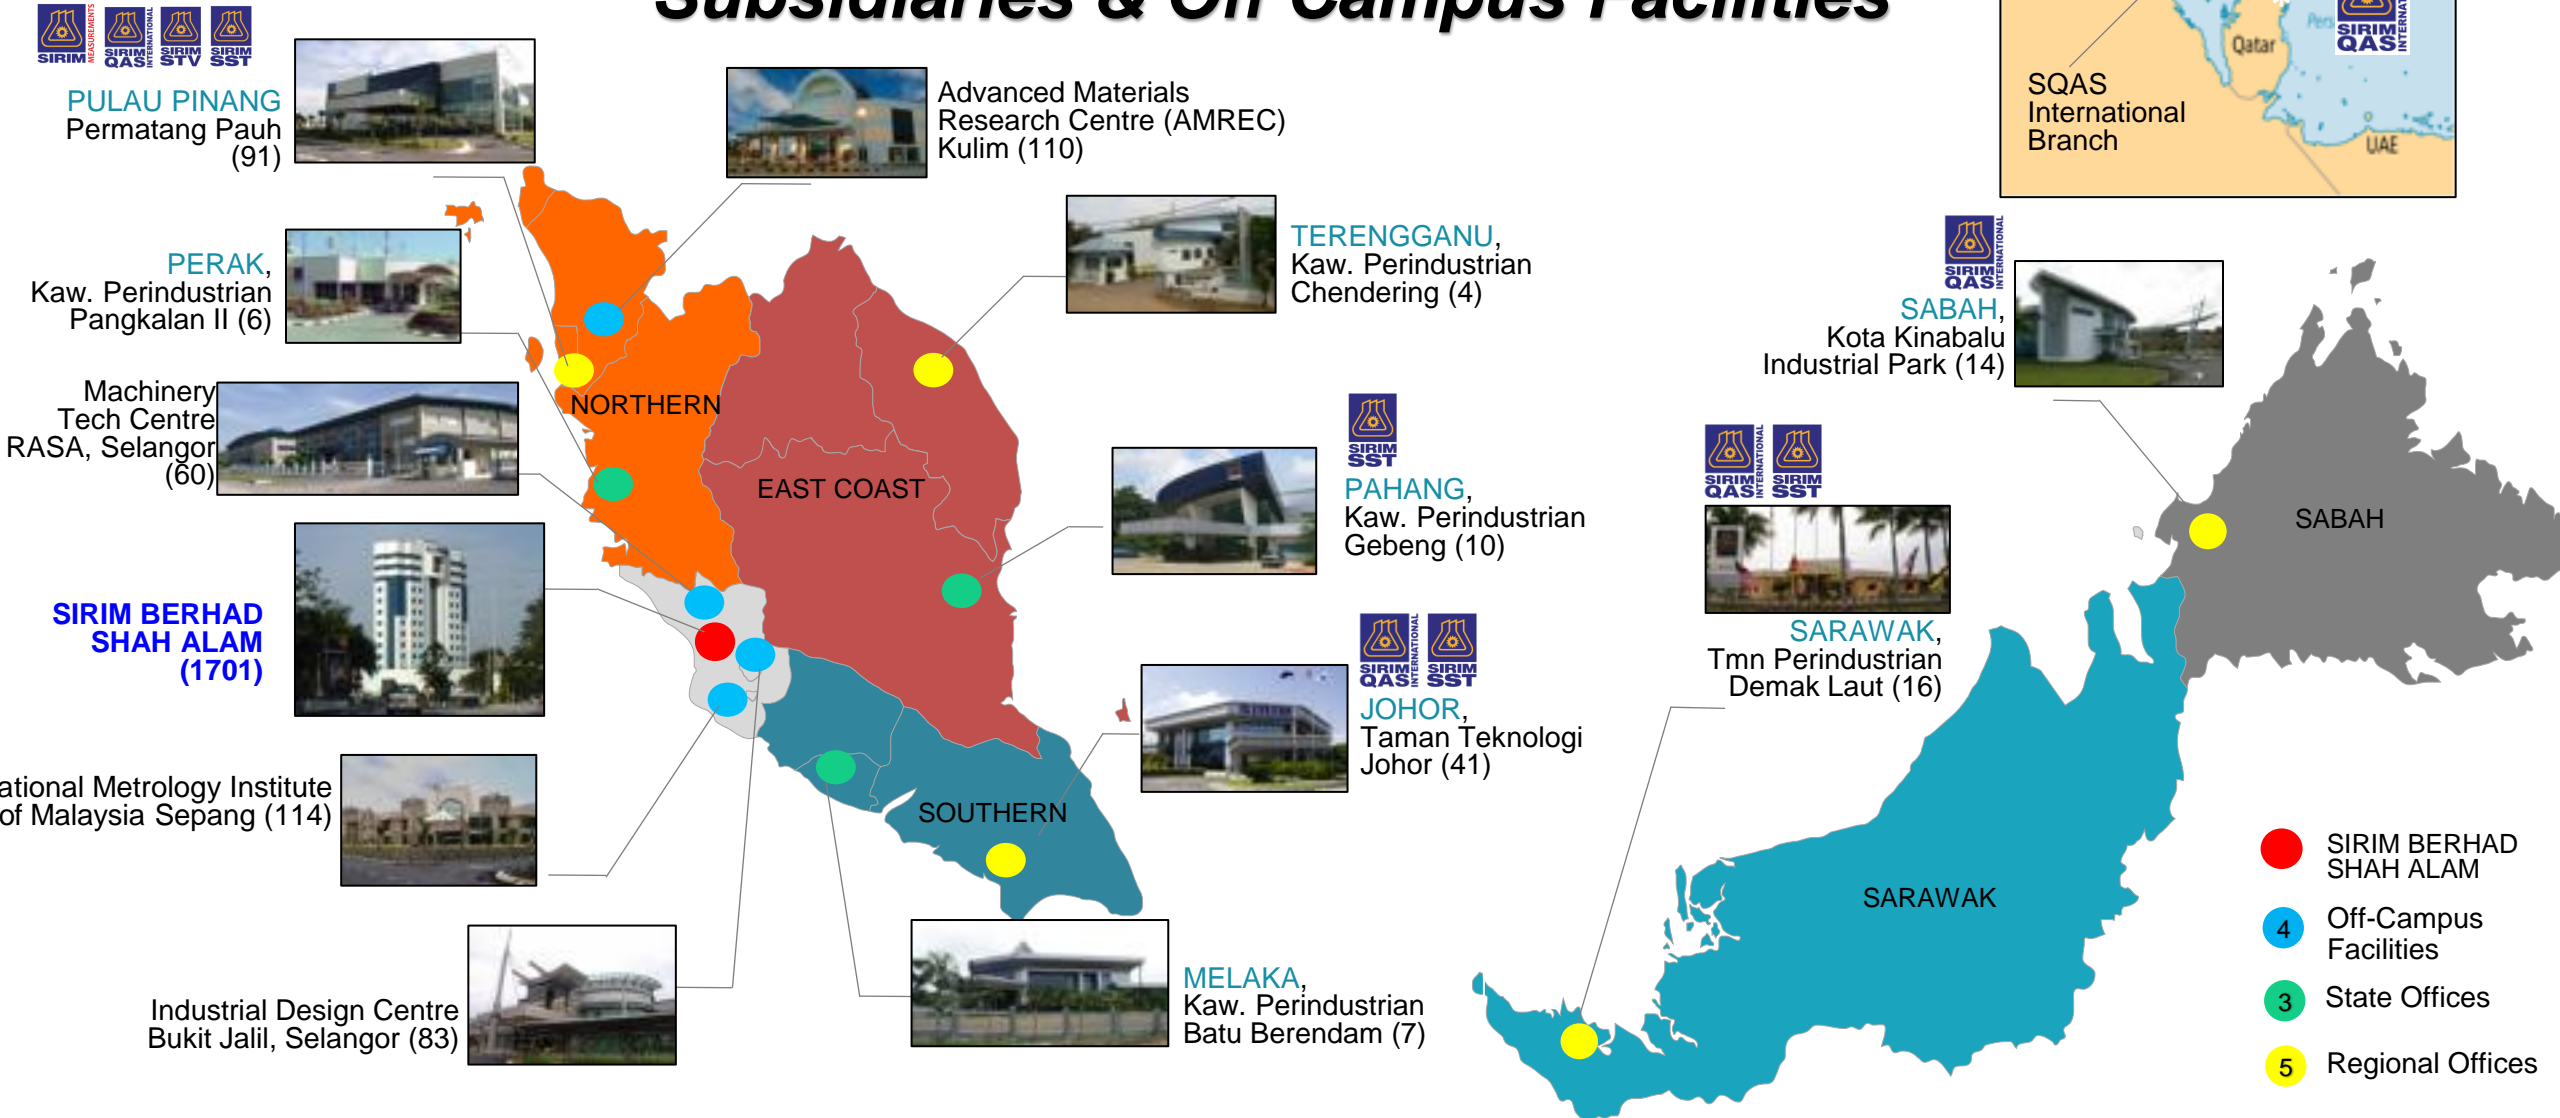 Subsidiaries & Off Campus Facilities
SIRIM
MEASUREMENTS
SIRIM
QAS
INTERNATIONAL
SIRIM
STV
SIRIM
SST
PULAU PINANG
Permatang Pauh
(91)
Advanced Materials
Research Centre (AMREC)
Kulim (110)
Qatar
SIRIM
QAS
SQAS
International
Branch
UAE
PERAK,
Kaw. Perindustrian
Pangkalan II (6)
TERENGGANU,
Kaw. Perindustrian
Chendering (4)
SIRIM
QAS
INTERNATIONAL
SABAH,
Kota Kinabalu
Industrial Park (14)
Machinery
Tech Centre
RASA, Selangor
(60)
NORTHERN
EAST COAST
SIRIM
SST
PAHANG,
Kaw. Perindustrian
Gebeng (10)
SIRIM
QAS
INTERNATIONAL
SIRIM
SST
SARAWAK,
Tmn Perindustrian
Demak Laut (16)
SABAH
SIRIM BERHAD
SHAH ALAM
(1701)
SIRIM
QAS
INTERNATIONAL
SIRIM
SST
SIRIM
JOHOR,
Taman Teknologi
Johor (41)
ational Metrology Institute
of Malaysia Sepang (114)
SOUTHERN
SARAWAK
Industrial Design Centre
Bukit Jalil, Selangor (83)
MELAKA,
Kaw. Perindustrian
Batu Berendam (7)
SIRIM BERHAD
SHAH ALAM
4
Off-Campus
Facilities
3
State Offices
5
Regional Offices